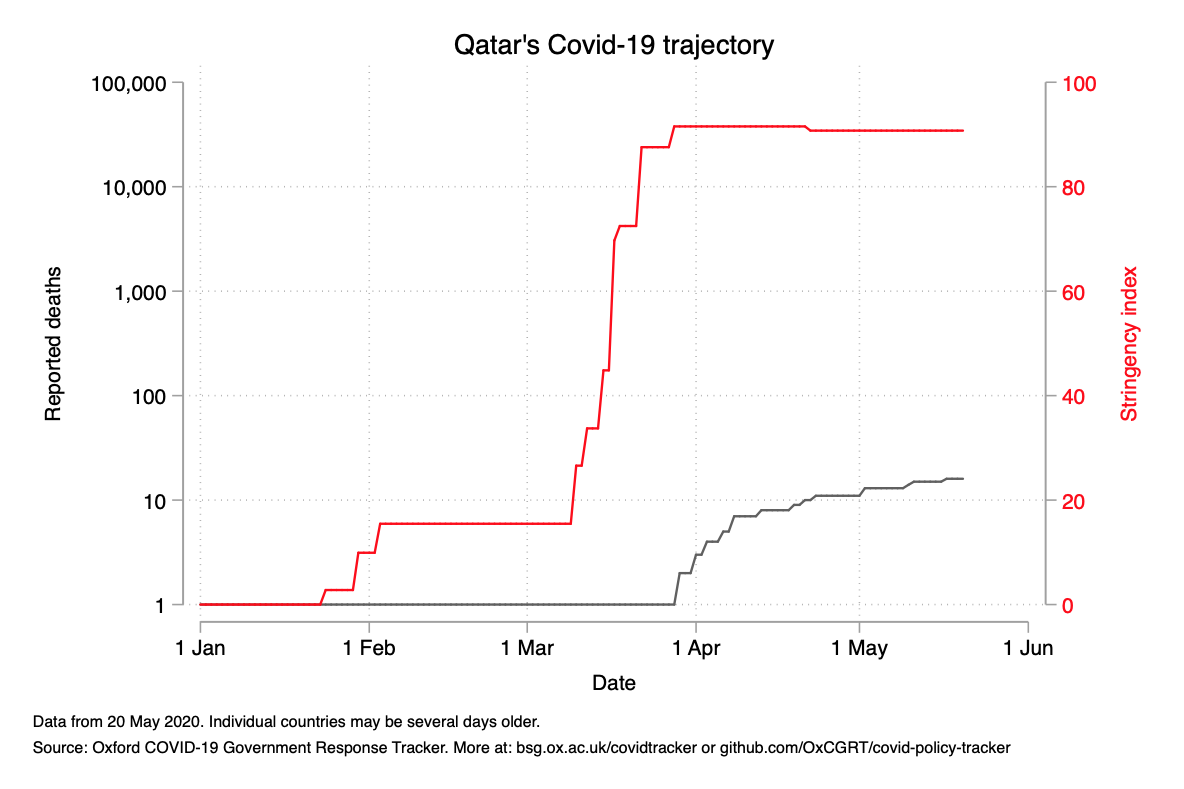 Qatar's Covid-19 trajectory
100,000
10,000
1,000
100
10
1
Reported deaths
100
80
60
40
20
0
Stringency index
1 Jan
1 Feb
1 Mar
1 Apr
1 May
1 Jun
Date
Data from 20 May 2020. Individual countries may be several days older.
Source: Oxford COVID-19 Government Response Tracker. More at: bsg.ox.ac.uk/covidtracker or github.com/OxCGRT/covid-policy-tracker